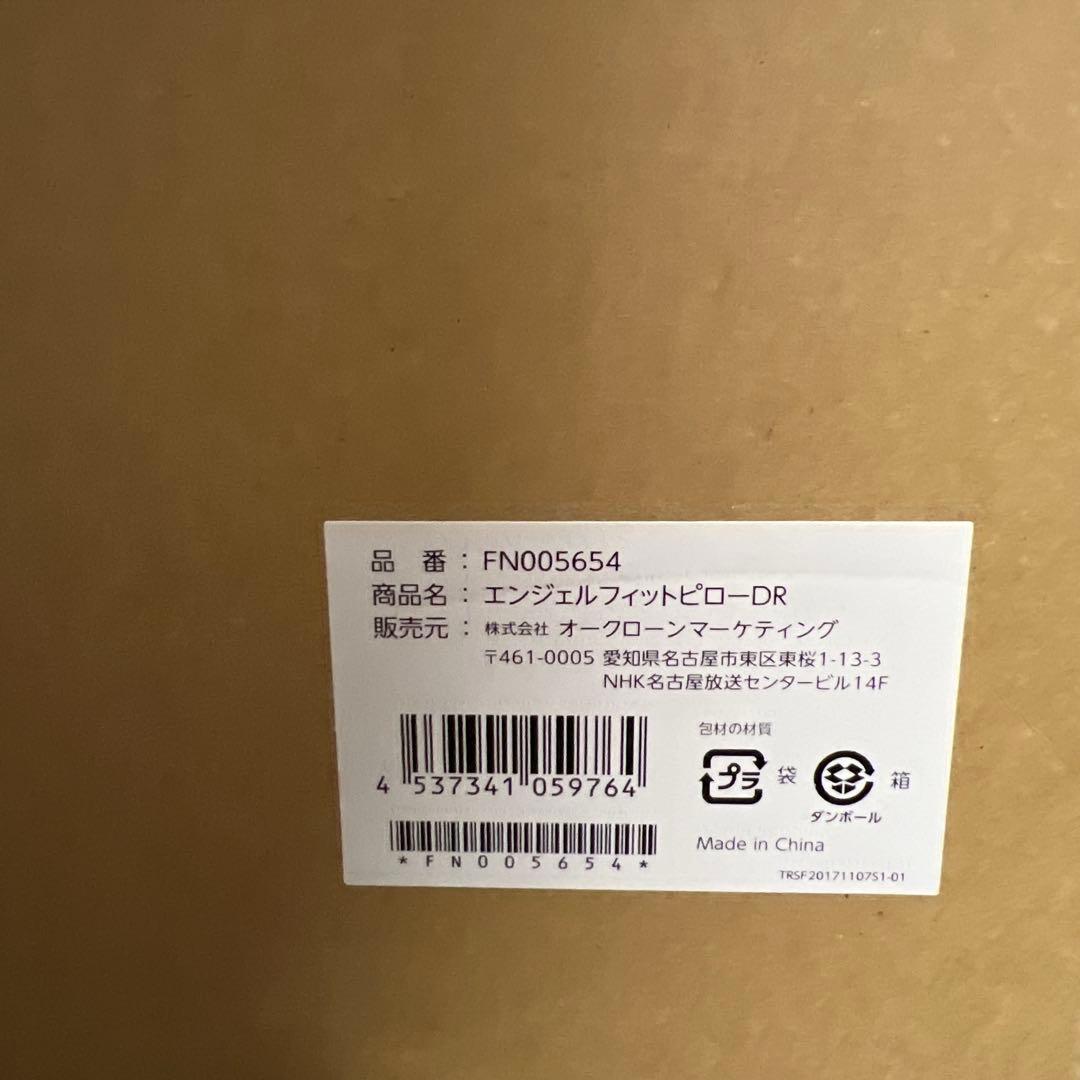 品 番 : FN005654
商品名 : エンジェルフィットピローDR
販売元 : 株式会社 オークローンマーケティング
〒461-0005 愛知県名古屋市東区東桜1-13-3
NHK名古屋放送センタービル14F
4 537341 059764
*FN005654*
包材の材質
プラ 袋 箱
ダンボール
Made in China
TRSF20171107S1-01